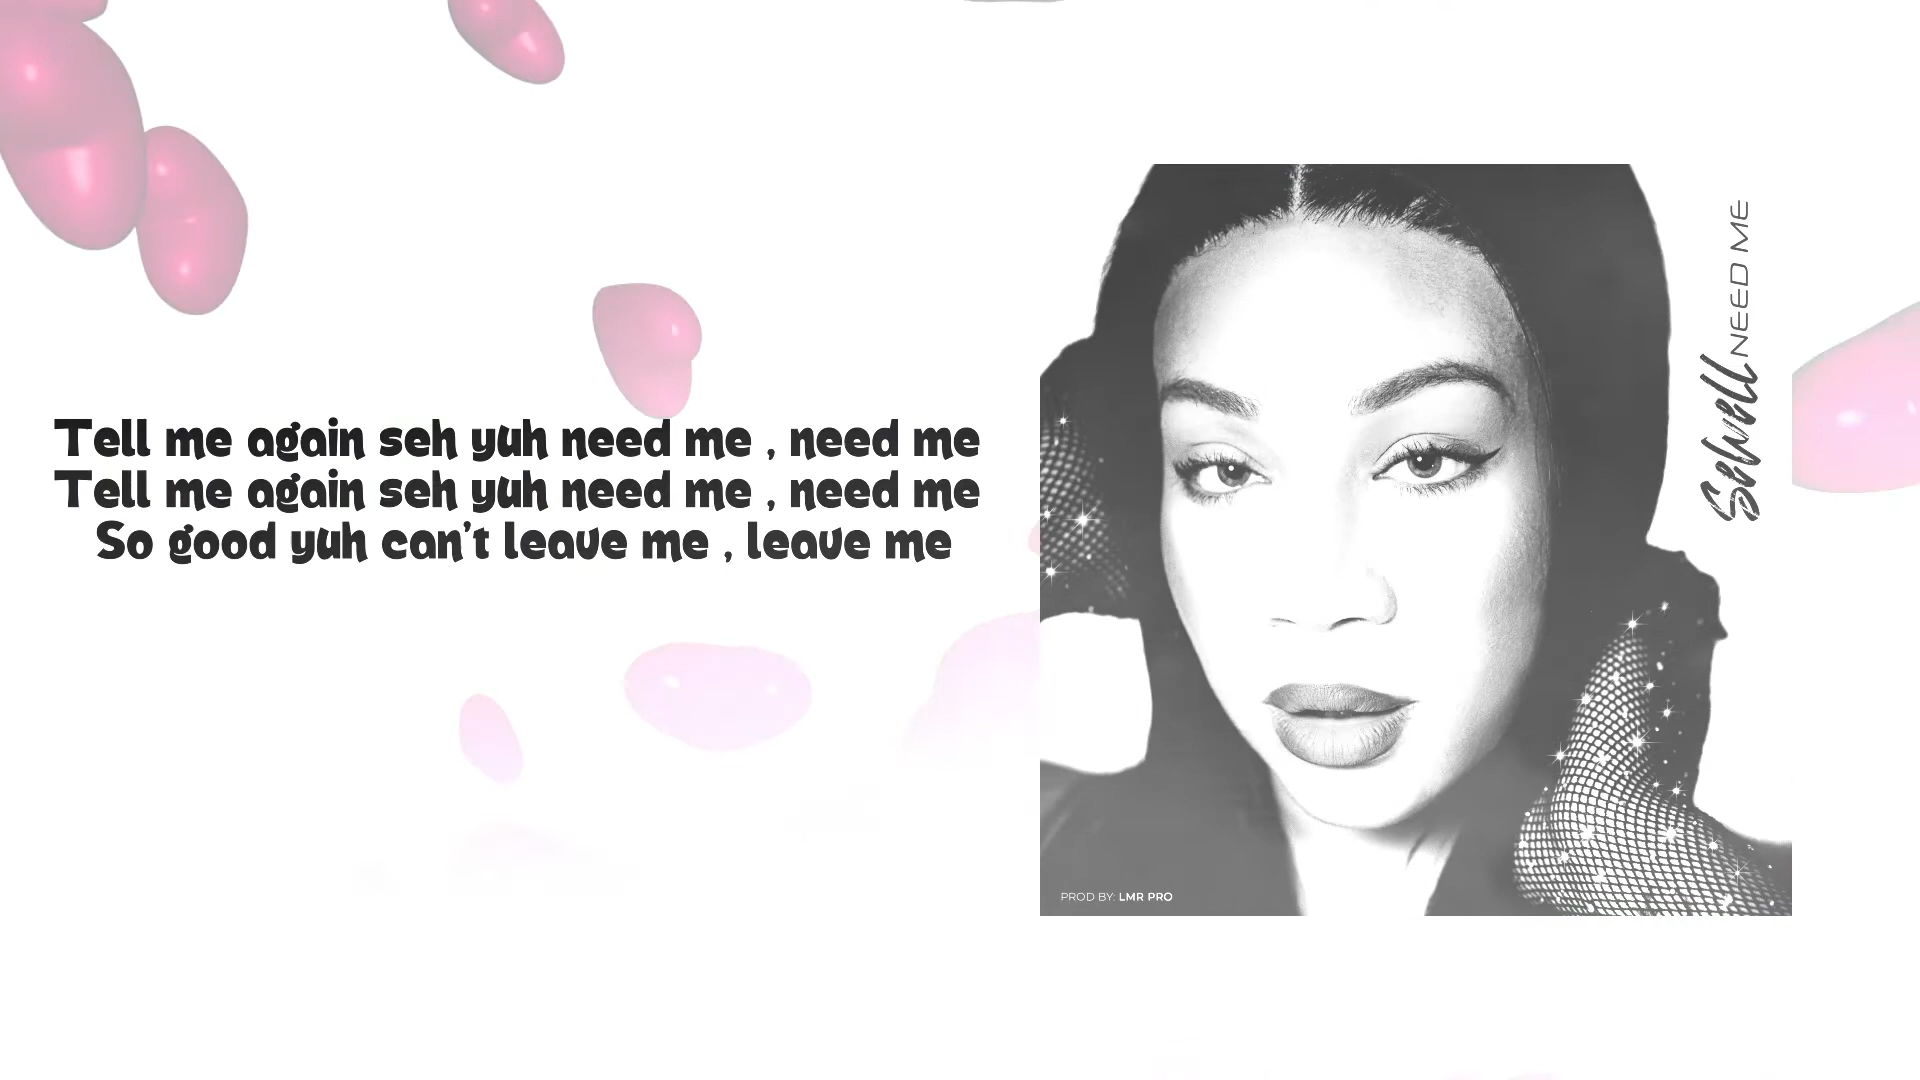 Tell me again seh yuh need me , need me
Tell me again seh yuh need me , need me
So good yuh can't leave me , leave me
Sewell NEED ME
PROD BY: LMR PRO